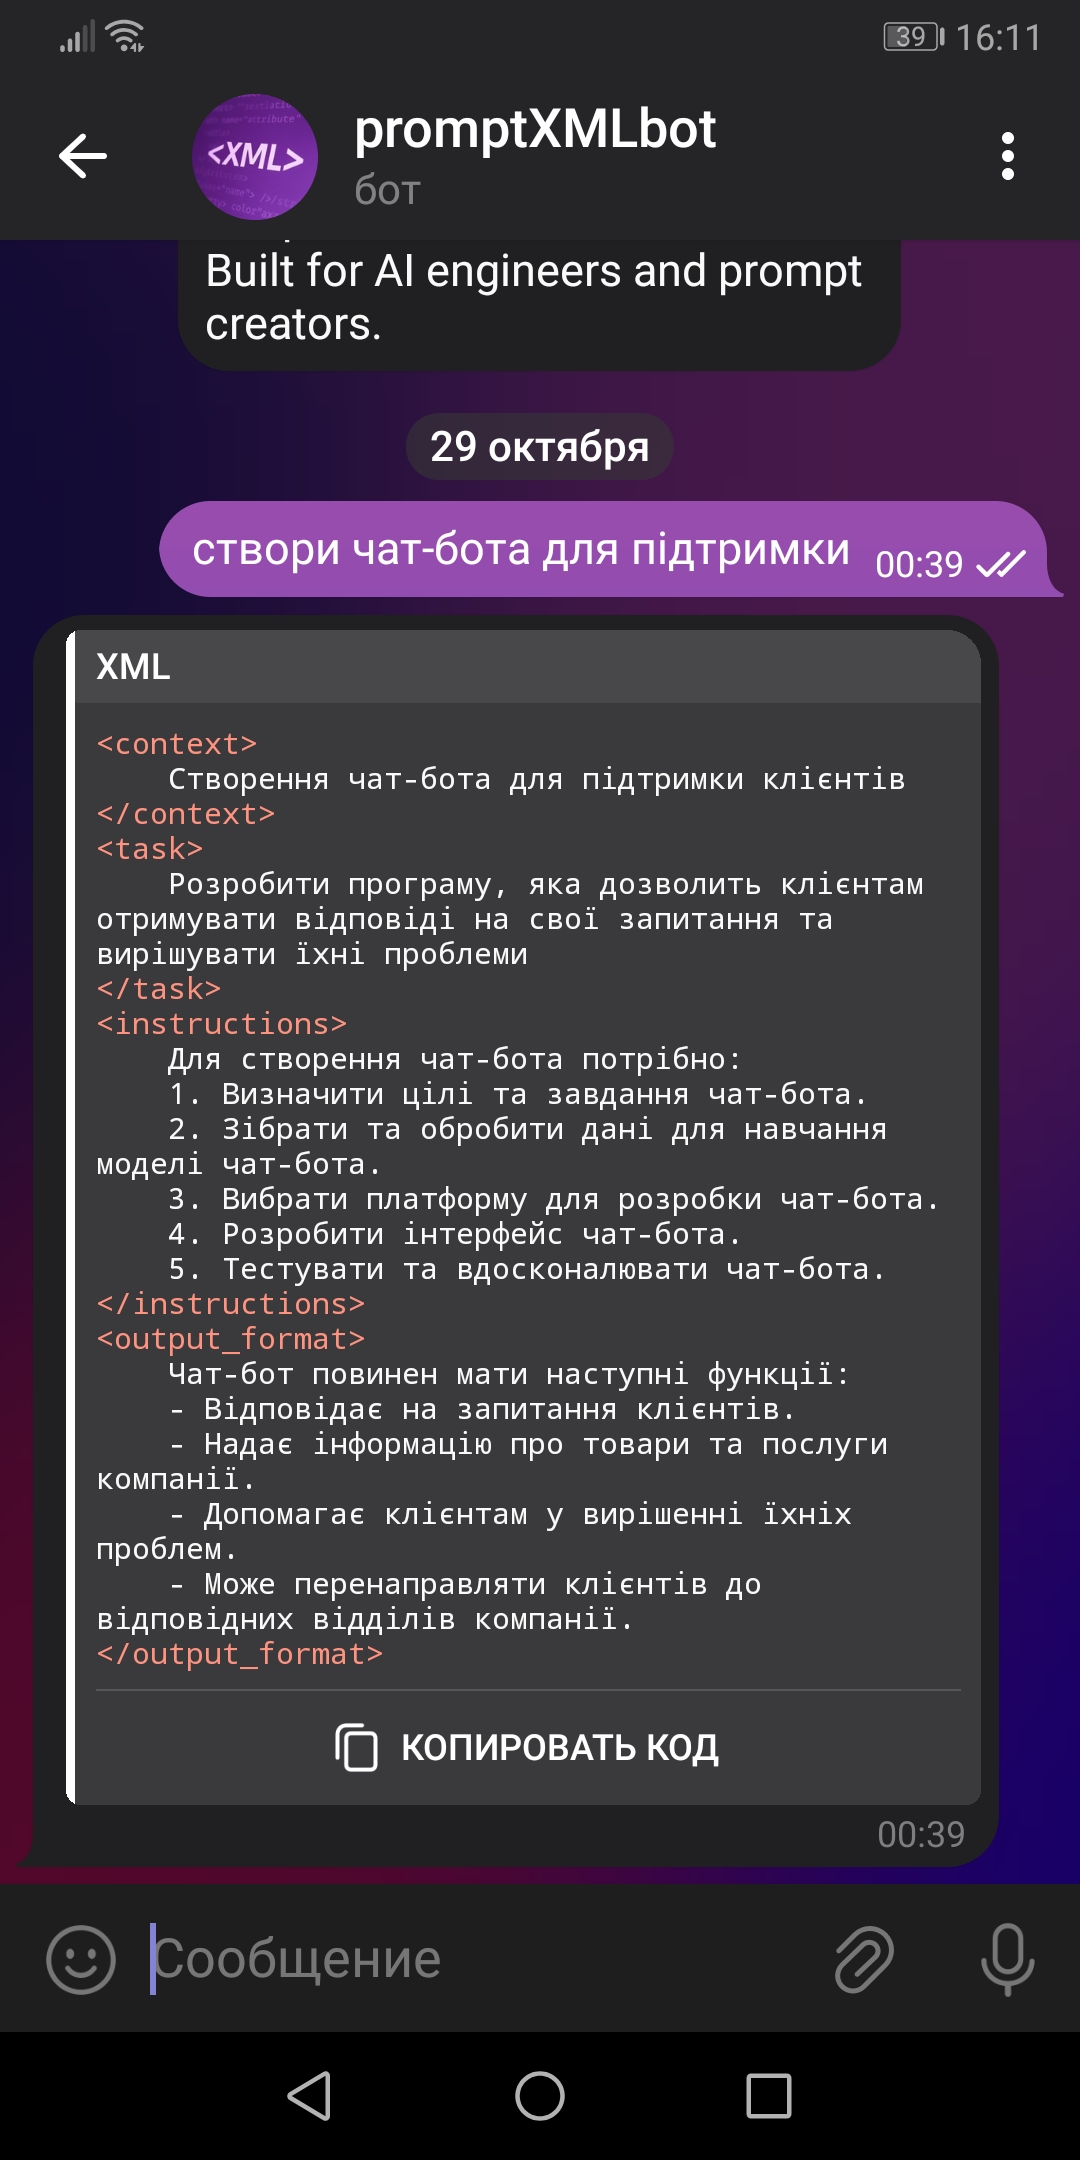 39 16:11
<XML>
promptXMLbot
бот
Built for AI engineers and prompt
creators.
29 октября
створи чат-бота для підтримки 00:39
XML
<context>
    Створення чат-бота для підтримки клієнтів
</context>
<task>
    Розробити програму, яка дозволить клієнтам
отримувати відповіді на свої запитання та
вирішувати їхні проблеми
</task>
<instructions>
    Для створення чат-бота потрібно:
    1. Визначити цілі та завдання чат-бота.
    2. Зібрати та обробити дані для навчання
моделі чат-бота.
    3. Вибрати платформу для розробки чат-бота.
    4. Розробити інтерфейс чат-бота.
    5. Тестувати та вдосконалювати чат-бота.
</instructions>
<output_format>
    Чат-бот повинен мати наступні функції:
    - Відповідає на запитання клієнтів.
    - Надає інформацію про товари та послуги
компанії.
    - Допомагає клієнтам у вирішенні їхніх
проблем.
    - Може перенаправляти клієнтів до
відповідних відділів компанії.
</output_format>
КОПИРОВАТЬ КОД
00:39
Сообщение